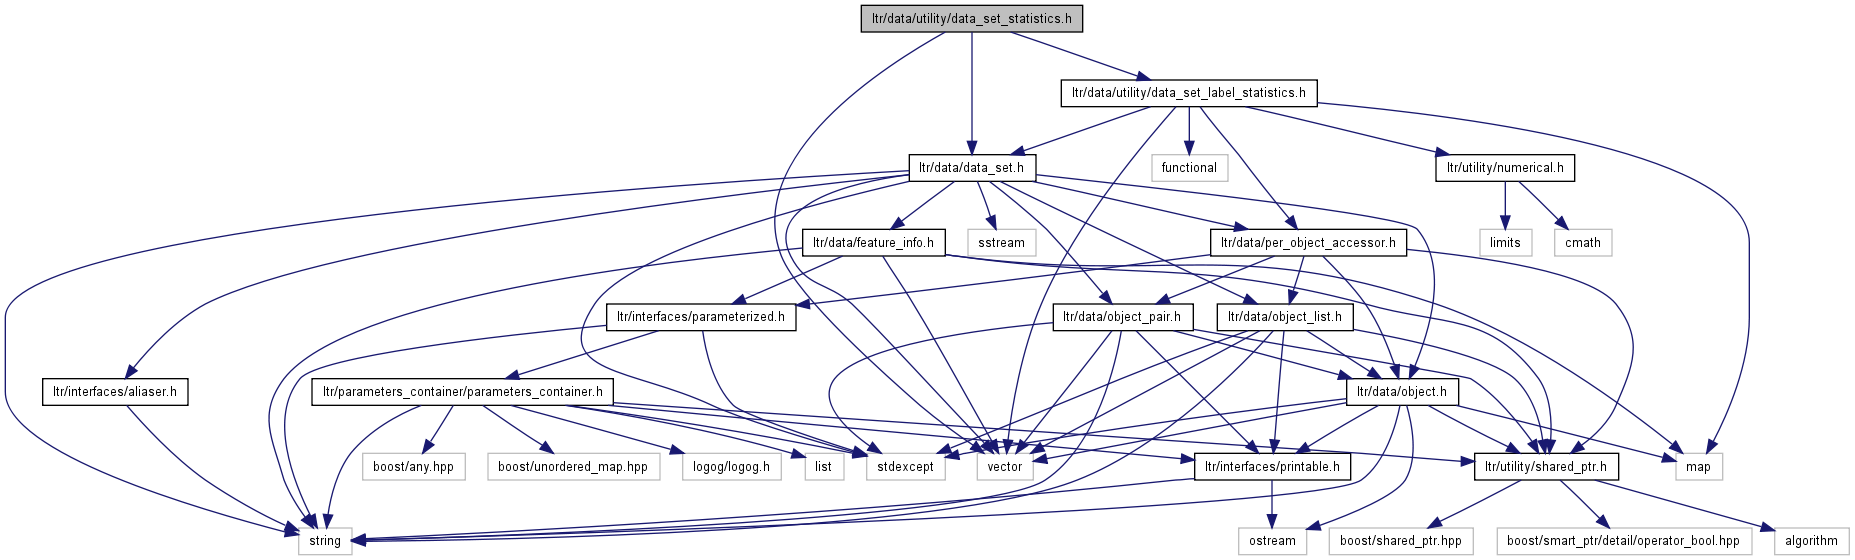 ltr/data/utility/data_set_statistics.h
ltr/data/utility/data_set_label_statistics.h
ltr/data/data_set.h
functional
ltr/utility/numerical.h
ltr/data/feature_info.h
sstream
ltr/data/per_object_accessor.h
limits
cmath
ltr/interfaces/parameterized.h
ltr/data/object_pair.h
ltr/data/object_list.h
ltr/interfaces/aliaser.h
ltr/parameters_container/parameters_container.h
ltr/data/object.h
boost/any.hpp
boost/unordered_map.hpp
logog/logog.h
list
stdexcept
vector
ltr/interfaces/printable.h
ltr/utility/shared_ptr.h
map
string
ostream
boost/shared_ptr.hpp
boost/smart_ptr/detail/operator_bool.hpp
algorithm